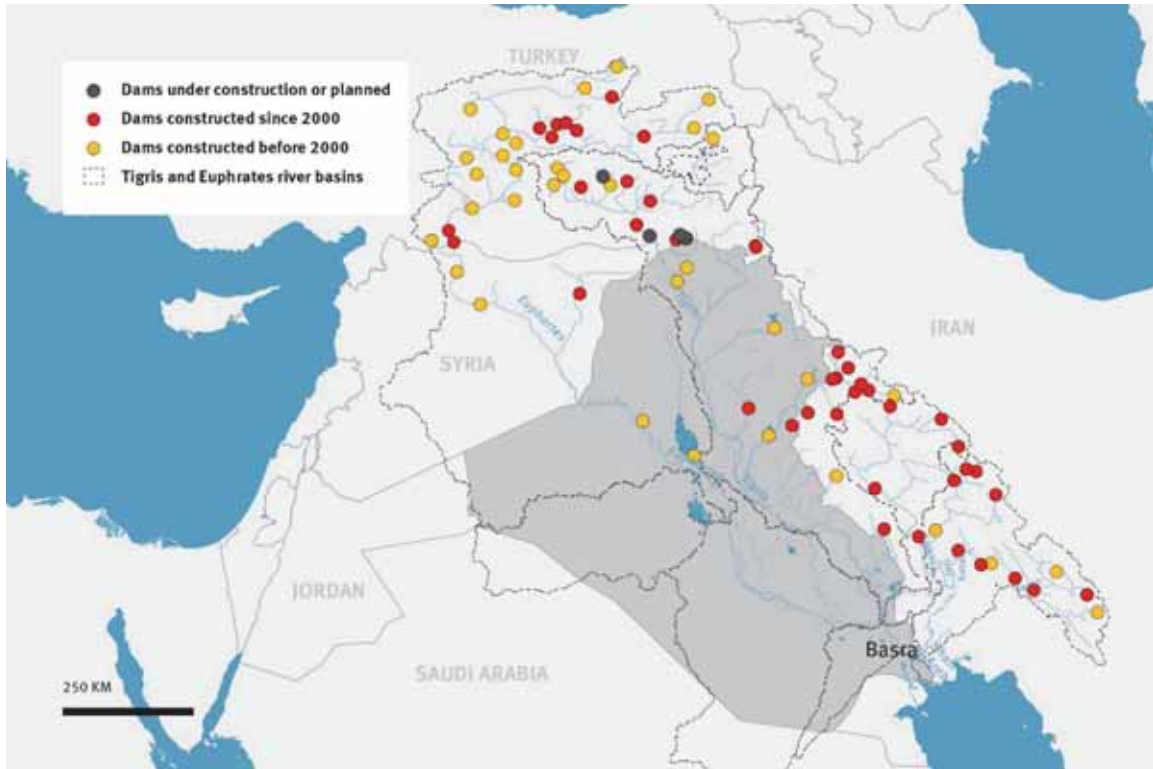 TURKEY
Dams under construction or planned
Dams constructed since 2000
Dams constructed before 2000
Tigris and Euphrates river basins
Euphrates
IRAN
SYRIA
JORDAN
Basra
SAUDI ARABIA
250 KM